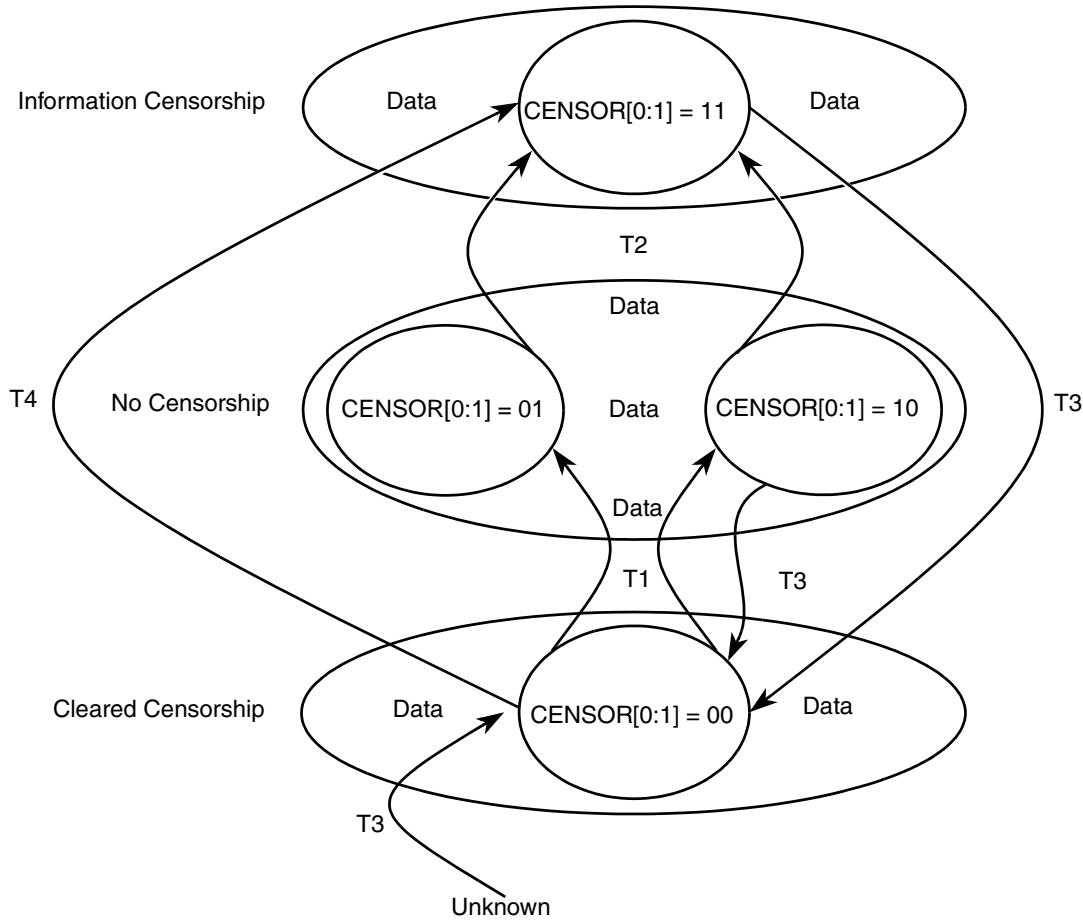 Information Censorship
Data
CENSOR[0:1] = 11
Data
T2
Data
T4
No Censorship
CENSOR[0:1] = 01
Data
CENSOR[0:1] = 10
T3
Data
T1
T3
Cleared Censorship
Data
CENSOR[0:1] = 00
Data
T3
Unknown